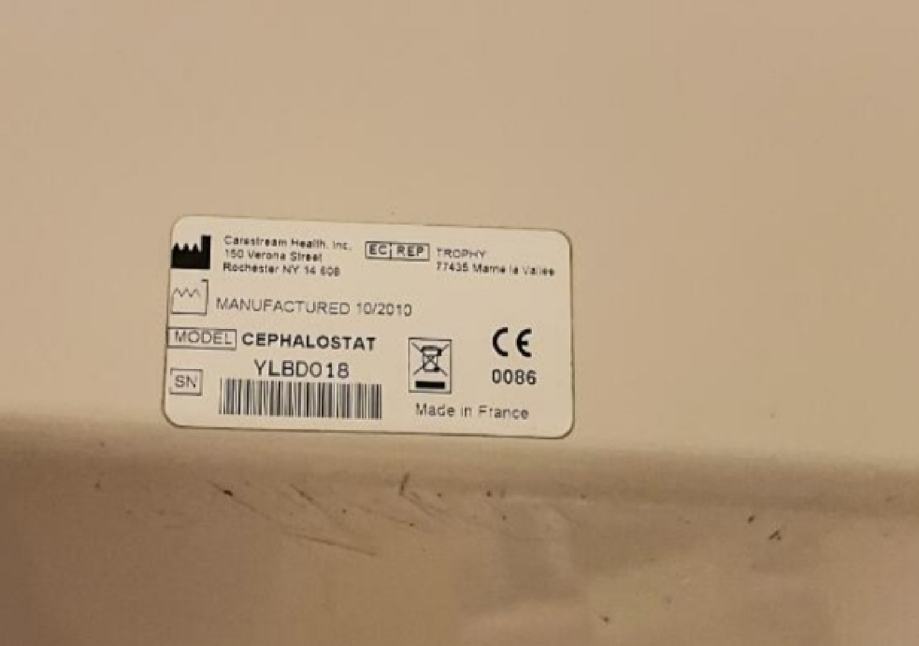 Carestream Health, Inc.
150 Verona Street
Rochester NY 14 608
EC REP TROPHY
77435 Marne la Vallee
MANUFACTURED 10/2010
MODEL CEPHALOSTAT
SN YLBD018
CE
0086
Made in France